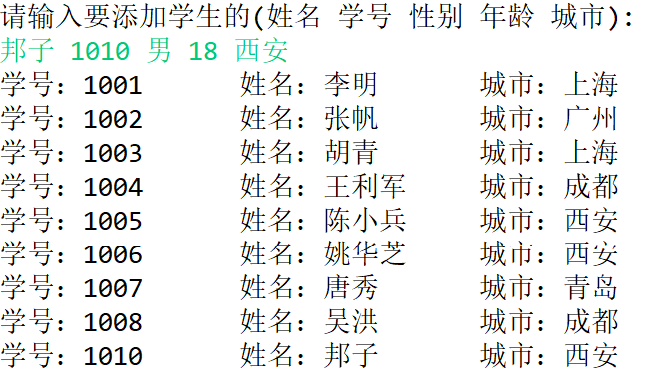 请输入要添加学生的(姓名 学号 性别 年龄 城市):
邦子 1010 男 18 西安
学号：1001 姓名：李明 城市：上海
学号：1002 姓名：张帆 城市：广州
学号：1003 姓名：胡青 城市：上海
学号：1004 姓名：王利军 城市：成都
学号：1005 姓名：陈小兵 城市：西安
学号：1006 姓名：姚华芝 城市：西安
学号：1007 姓名：唐秀 城市：青岛
学号：1008 姓名：吴洪 城市：成都
学号：1010 姓名：邦子 城市：西安